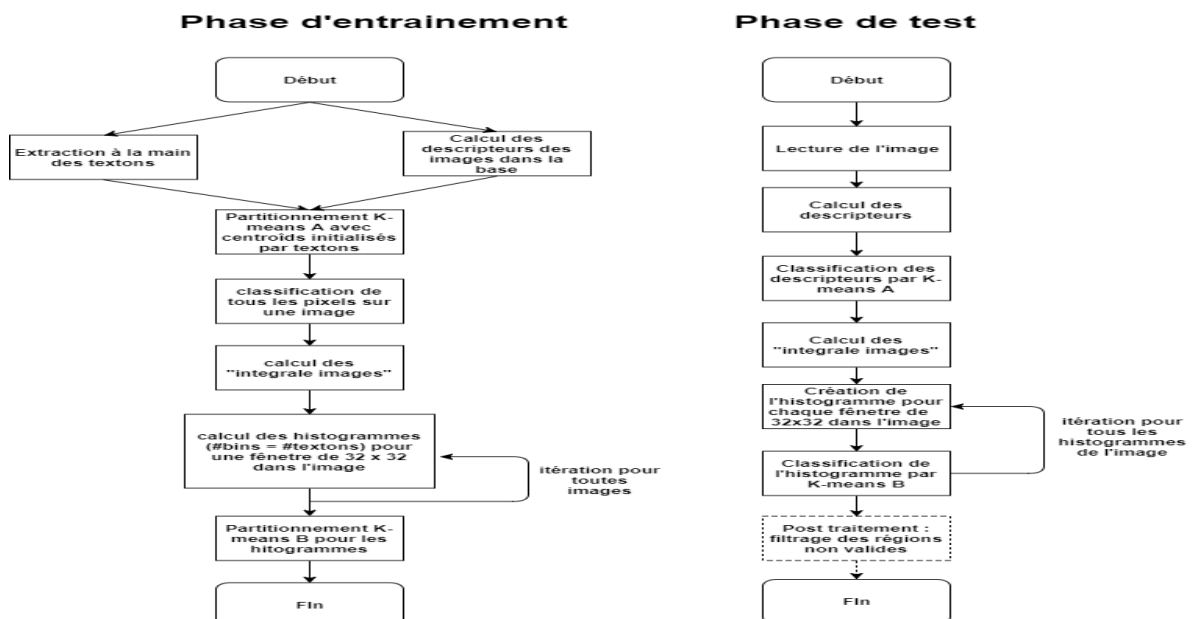 Phase d'entrainement
Début
Extraction à la main
des textons
Calcul des
descripteurs des
images dans la
base
Partitionnement K-
means A avec
centroîds initialisés
par textons
classification de
tous les pixels sur
une image
calcul des
"integrale images"
calcul des histogrammes
(#bins = #textons) pour
une fênetre de 32 x 32
dans l'image
itération pour
toutes
images
Partitionnement K-
means B pour les
hitogrammes
FIn
Phase de test
Début
Lecture de l'image
Calcul des
descripteurs
Classification des
descripteurs par K-
means A
Calcul des
"integrale images"
Création de
l'histogramme pour
chaque fênetre de
32x32 dans l'image
itération pour
tous les
histogrammes
de l'image
Classification de
l'histogramme par
K-means B
Post traitement :
filtrage des régions
non valides
FIn